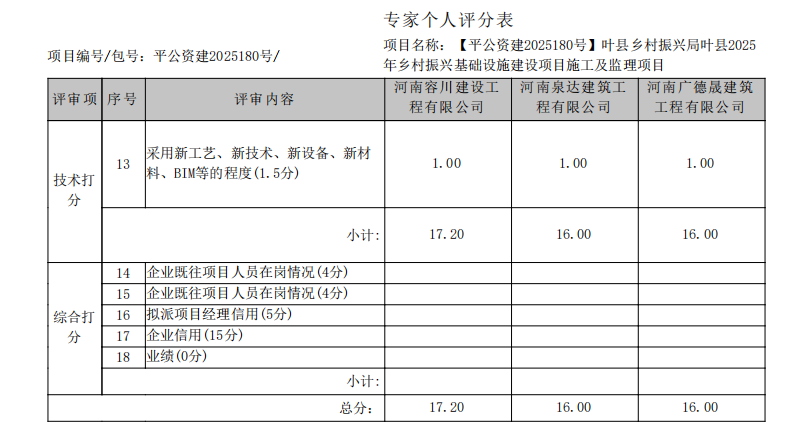 专家个人评分表
项目编号/包号: 平公资建2025180号/
项目名称: 【平公资建2025180号】叶县乡村振兴局叶县2025
年乡村振兴基础设施建设项目施工及监理项目
评审项 序号 评审内容 河南容川建设工 河南泉达建筑工 河南广德晟建筑
程有限公司 程有限公司 工程有限公司
技术打
分
13 采用新工艺、新技术、新设备、新材
料、BIM等的程度(1.5分) 1.00 1.00 1.00
小计: 17.20 16.00 16.00
综合打
分
14 企业既往项目人员在岗情况(4分)
15 企业既往项目人员在岗情况(4分)
16 拟派项目经理信用(5分)
17 企业信用(15分)
18 业绩(0分)
小计:
总分: 17.20 16.00 16.00